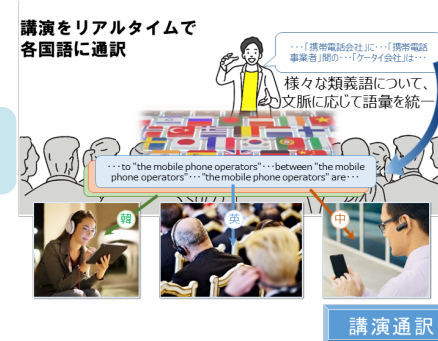 講演をリアルタイムで
各国語に通訳
・・・「携帯電話会社」に・・・「携帯電話
事業者」間の・・・「ケータイ会社」は・・・
様々な類義語について、
文脈に応じて語彙を統一
・・・to "the mobile phone operators"・・・between "the mobile
phone operators"・・・"the mobile phone operators" are・・・
韓
英
中
講演通訳